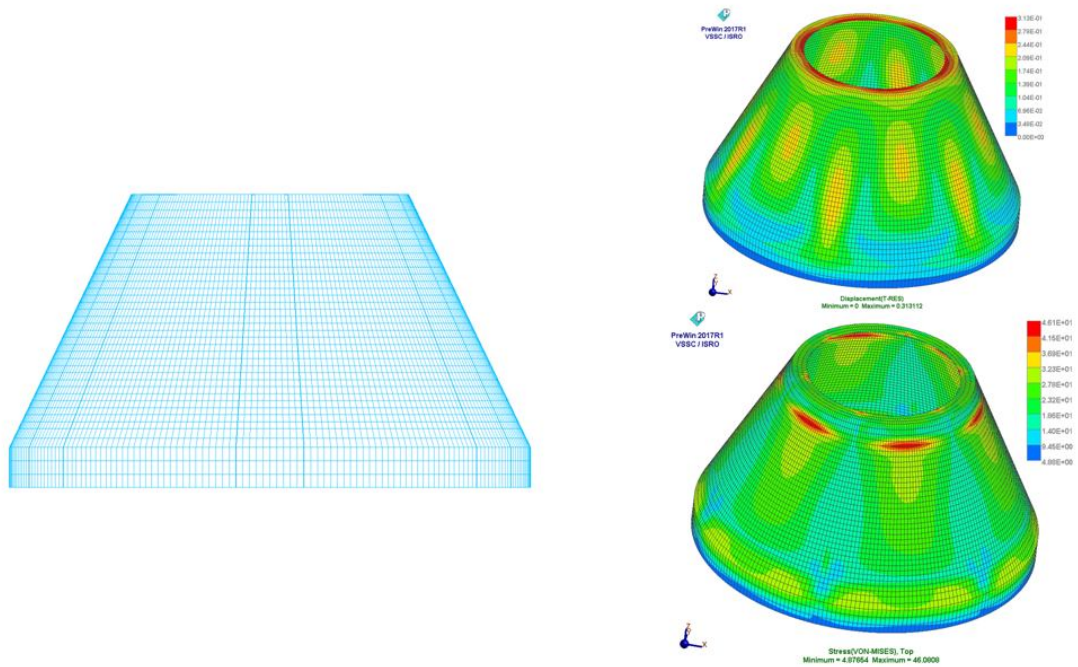 PreWin 2017R1
VSSC / ISRO
3.13E-01
2.78E-01
2.44E-01
2.09E-01
1.74E-01
1.39E-01
1.04E-01
6.96E-02
3.48E-02
0.00E+00
Z
X
Displacement(T-RES)
Minimum = 0 Maximum = 0.313112
PreWin 2017R1
VSSC / ISRO
4.61E+01
4.15E+01
3.69E+01
3.23E+01
2.78E+01
2.32E+01
1.86E+01
1.40E+01
9.45E+00
4.88E+00
Z
X
Stress(VON-MISES), Top
Minimum = 4.87654 Maximum = 46.0808